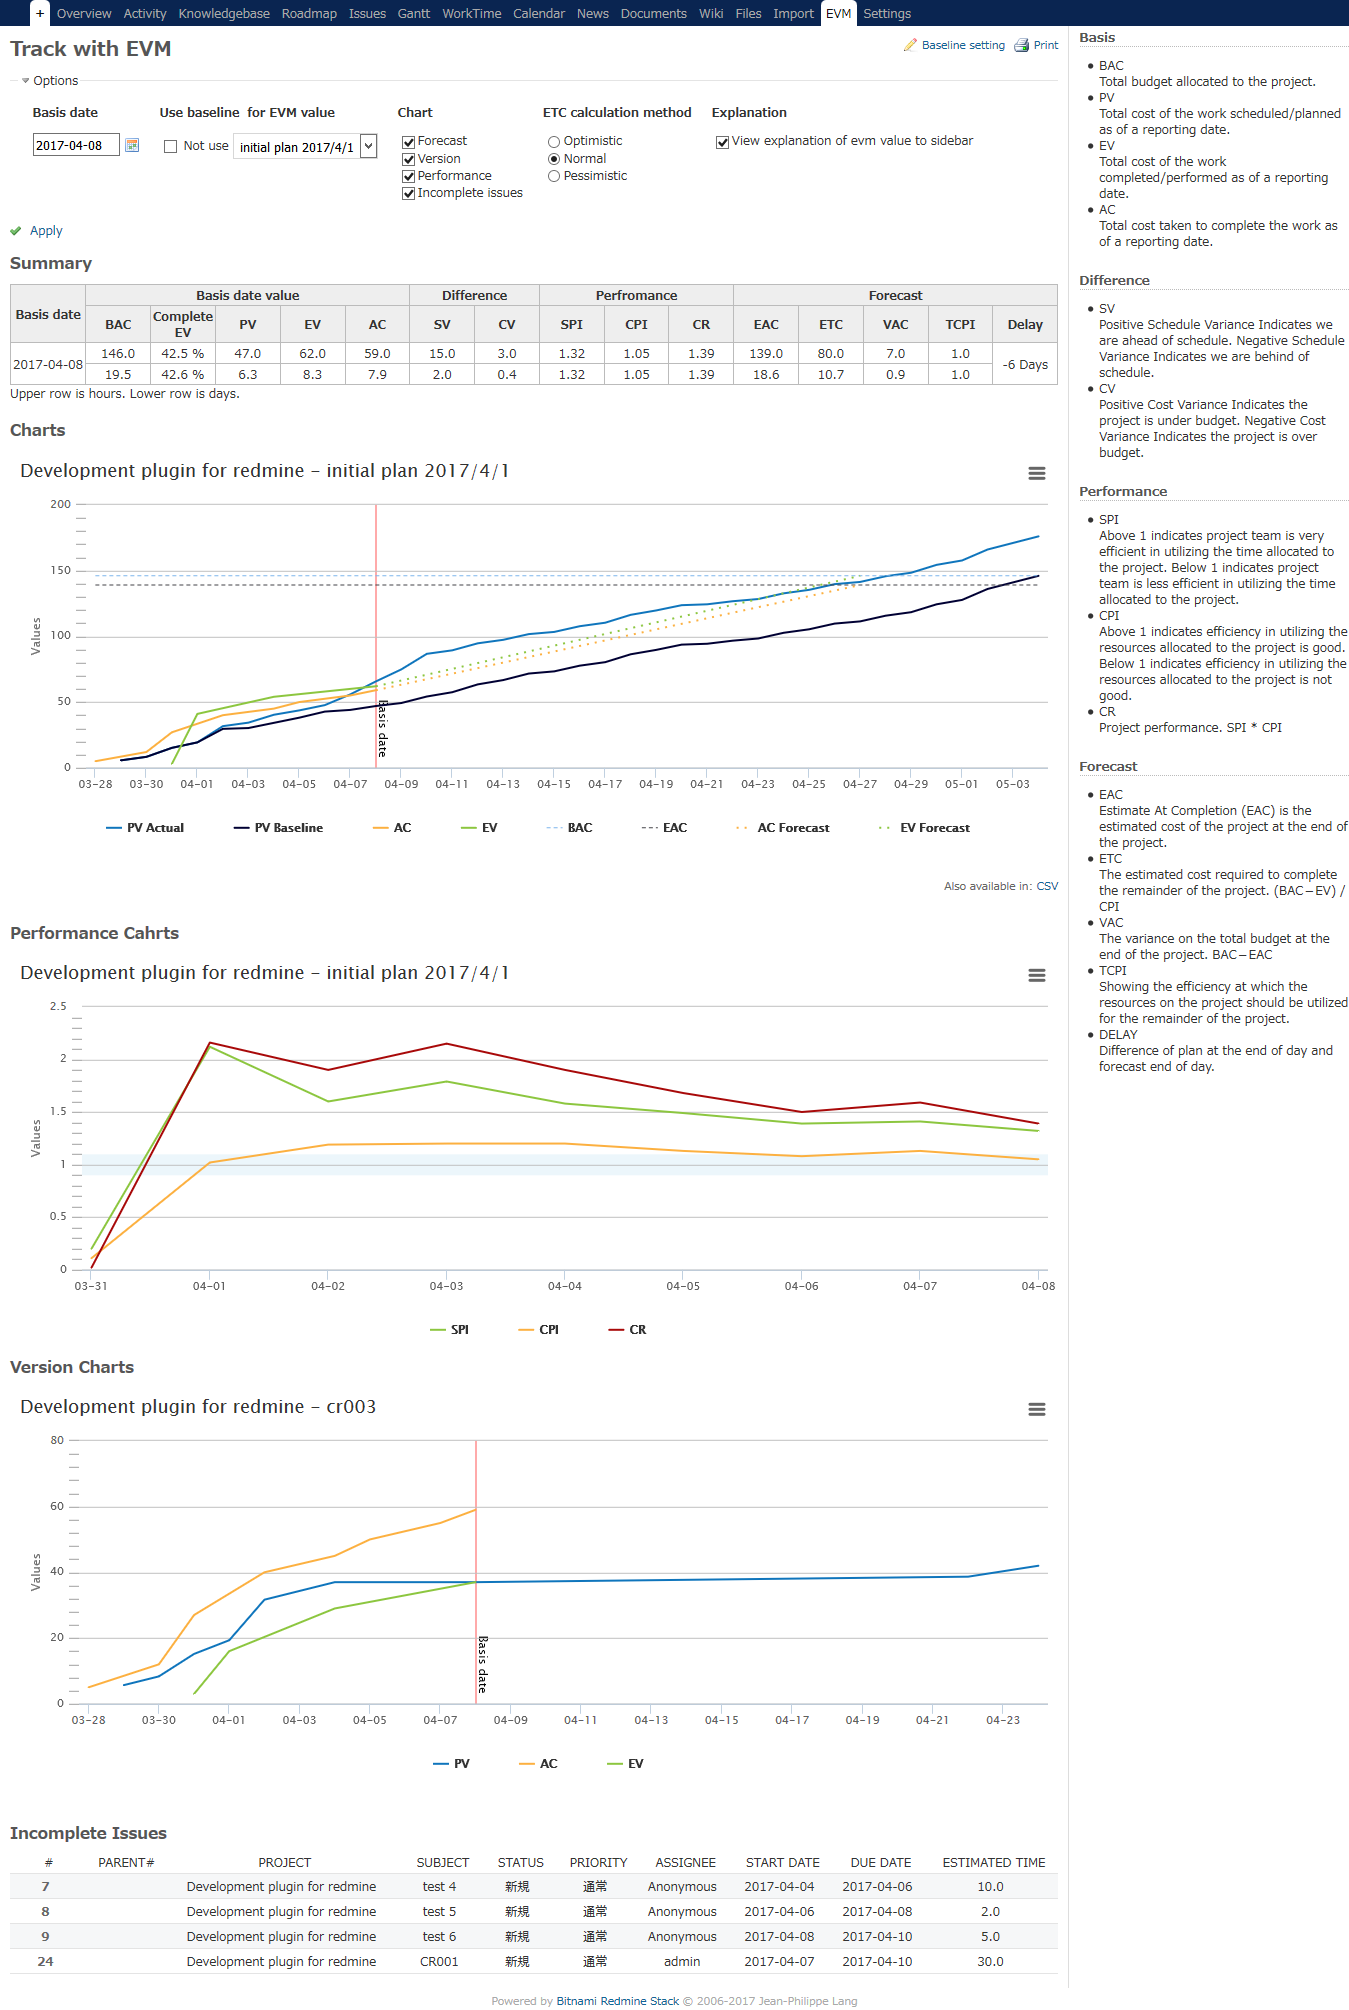 + Overview Activity Knowledgebase Roadmap Issues Gantt WorkTime Calendar News Documents Wiki Files Import EVM Settings
Track with EVM
Baseline setting Print
Options
Basis date Use baseline for EVM value Chart ETC calculation method Explanation
2017-04-08 Not use initial plan 2017/4/1
Forecast
Version
Performance
Incomplete issues
Optimistic
Normal
Pessimistic
View explanation of evm value to sidebar
Apply
Summary
Basis date Basis date value Difference Perfromance Forecast
BAC Complete EV PV EV AC SV CV SPI CPI CR EAC ETC VAC TCPI Delay
2017-04-08 146.0 42.5 % 47.0 62.0 59.0 15.0 3.0 1.32 1.05 1.39 139.0 80.0 7.0 1.0 -6 Days
19.5 42.6 % 6.3 8.3 7.9 2.0 0.4 1.32 1.05 1.39 18.6 10.7 0.9 1.0
Upper row is hours. Lower row is days.
Charts
Development plugin for redmine - initial plan 2017/4/1
Values
200
150
100
50
0
Basis date
03-28 03-30 04-01 04-03 04-05 04-07 04-09 04-11 04-13 04-15 04-17 04-19 04-21 04-23 04-25 04-27 04-29 05-01 05-03
PV Actual PV Baseline AC EV BAC EAC AC Forecast EV Forecast
Also available in: CSV
Performance Cahrts
Development plugin for redmine - initial plan 2017/4/1
Values
2.5
2
1.5
1
0.5
0
03-31 04-01 04-02 04-03 04-04 04-05 04-06 04-07 04-08
SPI CPI CR
Version Charts
Development plugin for redmine - cr003
Values
80
60
40
20
0
Basis date
03-28 03-30 04-01 04-03 04-05 04-07 04-09 04-11 04-13 04-15 04-17 04-19 04-21 04-23
PV AC EV
Incomplete Issues
# PARENT# PROJECT SUBJECT STATUS PRIORITY ASSIGNEE START DATE DUE DATE ESTIMATED TIME
7 Development plugin for redmine test 4 新規 通常 Anonymous 2017-04-04 2017-04-06 10.0
8 Development plugin for redmine test 5 新規 通常 Anonymous 2017-04-06 2017-04-08 2.0
9 Development plugin for redmine test 6 新規 通常 Anonymous 2017-04-08 2017-04-10 5.0
24 Development plugin for redmine CR001 新規 通常 admin 2017-04-07 2017-04-10 30.0
Basis
BAC
Total budget allocated to the project.
PV
Total cost of the work scheduled/planned
as of a reporting date.
EV
Total cost of the work
completed/performed as of a reporting
date.
AC
Total cost taken to complete the work as
of a reporting date.
Difference
SV
Positive Schedule Variance Indicates we
are ahead of schedule. Negative Schedule
Variance Indicates we are behind of
schedule.
CV
Positive Cost Variance Indicates the
project is under budget. Negative Cost
Variance Indicates the project is over
budget.
Performance
SPI
Above 1 indicates project team is very
efficient in utilizing the time allocated to
the project. Below 1 indicates project
team is less efficient in utilizing the time
allocated to the project.
CPI
Above 1 indicates efficiency in utilizing the
resources allocated to the project is good.
Below 1 indicates efficiency in utilizing the
resources allocated to the project is not
good.
CR
Project performance. SPI * CPI
Forecast
EAC
Estimate At Completion (EAC) is the
estimated cost of the project at the end of
the project.
ETC
The estimated cost required to complete
the remainder of the project. (BAC−EV) /
CPI
VAC
The variance on the total budget at the
end of the project. BAC−EAC
TCPI
Showing the efficiency at which the
resources on the project should be utilized
for the remainder of the project.
DELAY
Difference of plan at the end of day and
forecast end of day.
Powered by Bitnami Redmine Stack © 2006-2017 Jean-Philippe Lang